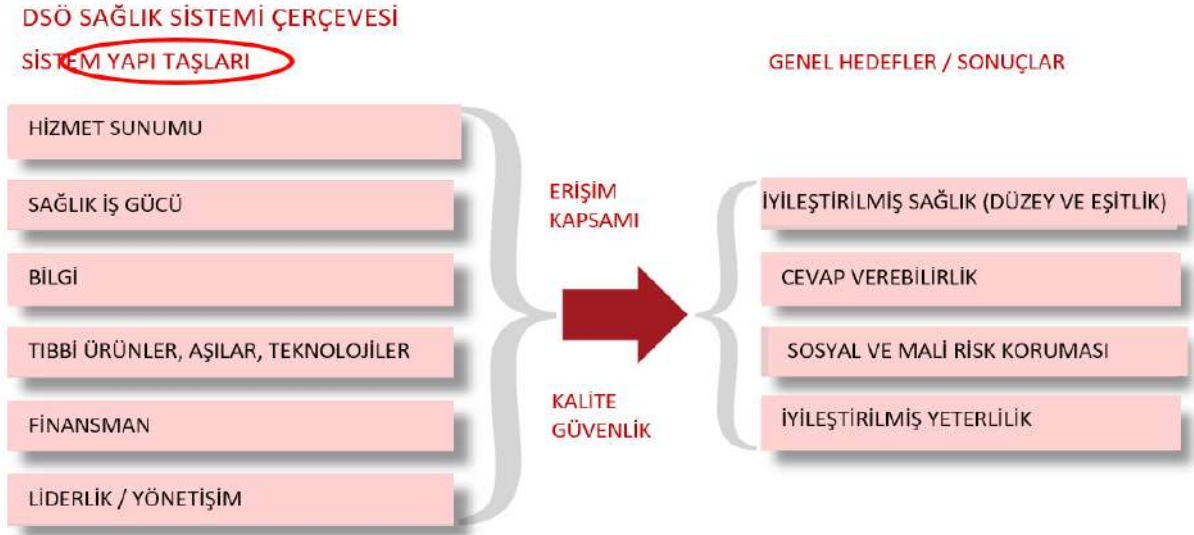 DSÖ SAĞLIK SİSTEMİ ÇERÇEVESİ
SİSTEM YAPI TAŞLARI
HİZMET SUNUMU
SAĞLIK İŞ GÜCÜ
BİLGİ
TIBBİ ÜRÜNLER, AŞILAR, TEKNOLOJİLER
FİNANSMAN
LİDERLİK / YÖNETİŞİM
ERİŞİM
KAPSAMI
KALİTE
GÜVENLİK
GENEL HEDEFLER / SONUÇLAR
İYİLEŞTİRİLMİŞ SAĞLIK (DÜZEY VE EŞİTLİK)
CEVAP VEREBİLİRLİK
SOSYAL VE MALİ RİSK KORUMASI
İYİLEŞTİRİLMİŞ YETERLİLİK